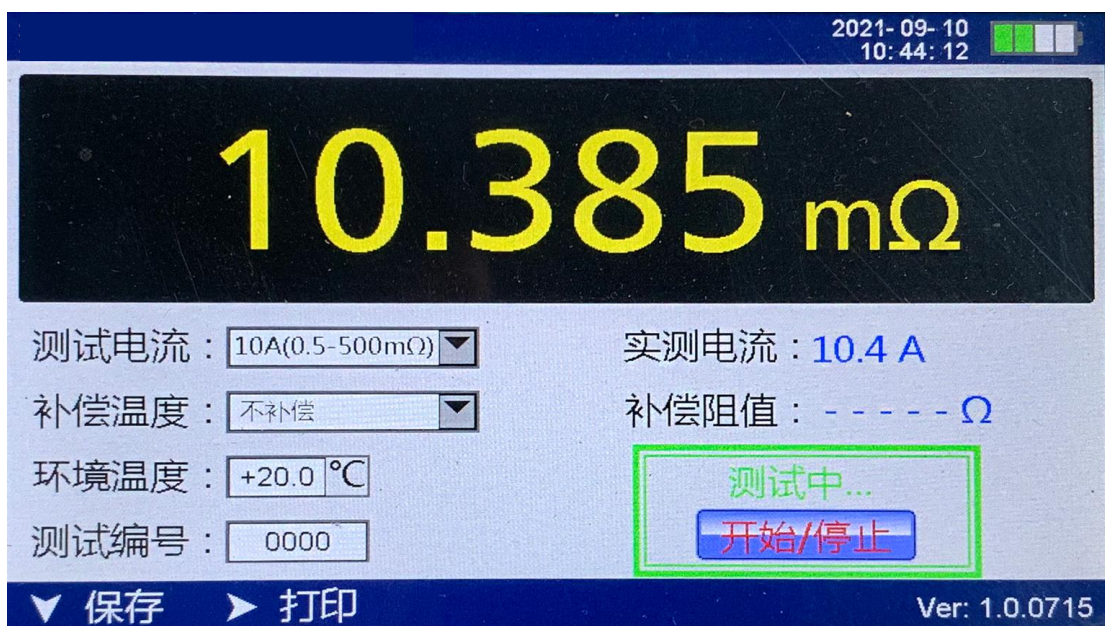 2021-09-10
10:44:12
10.385 mΩ
测试电流：10A(0.5-500mΩ)
实测电流：10.4 A
补偿温度：不补偿
补偿阻值：- - - - - Ω
环境温度：+20.0 ℃
测试中...
开始/停止
测试编号：0000
保存 打印 Ver: 1.0.0715